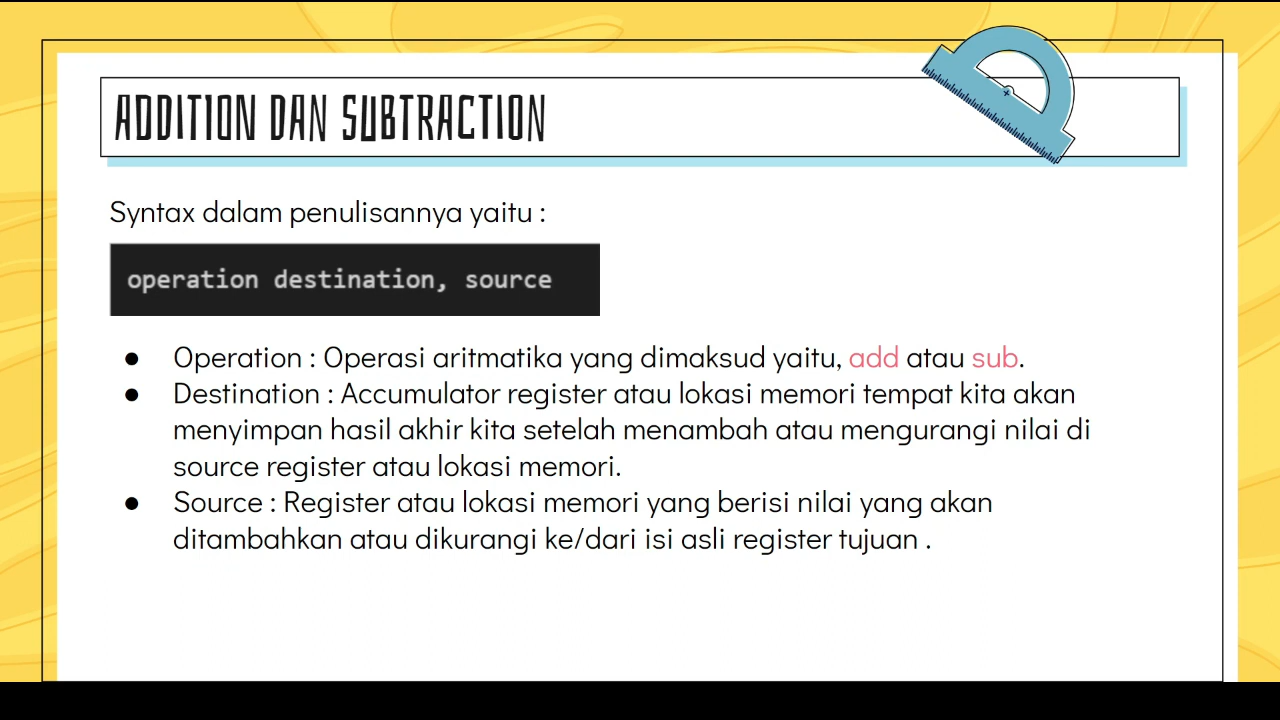 ADDITION DAN SUBTRACTION
Syntax dalam penulisannya yaitu :
operation destination, source
● Operation : Operasi aritmatika yang dimaksud yaitu, add atau sub.
● Destination : Accumulator register atau lokasi memori tempat kita akan
menyimpan hasil akhir kita setelah menambah atau mengurangi nilai di
source register atau lokasi memori.
● Source : Register atau lokasi memori yang berisi nilai yang akan
ditambahkan atau dikurangi ke/dari isi asli register tujuan .